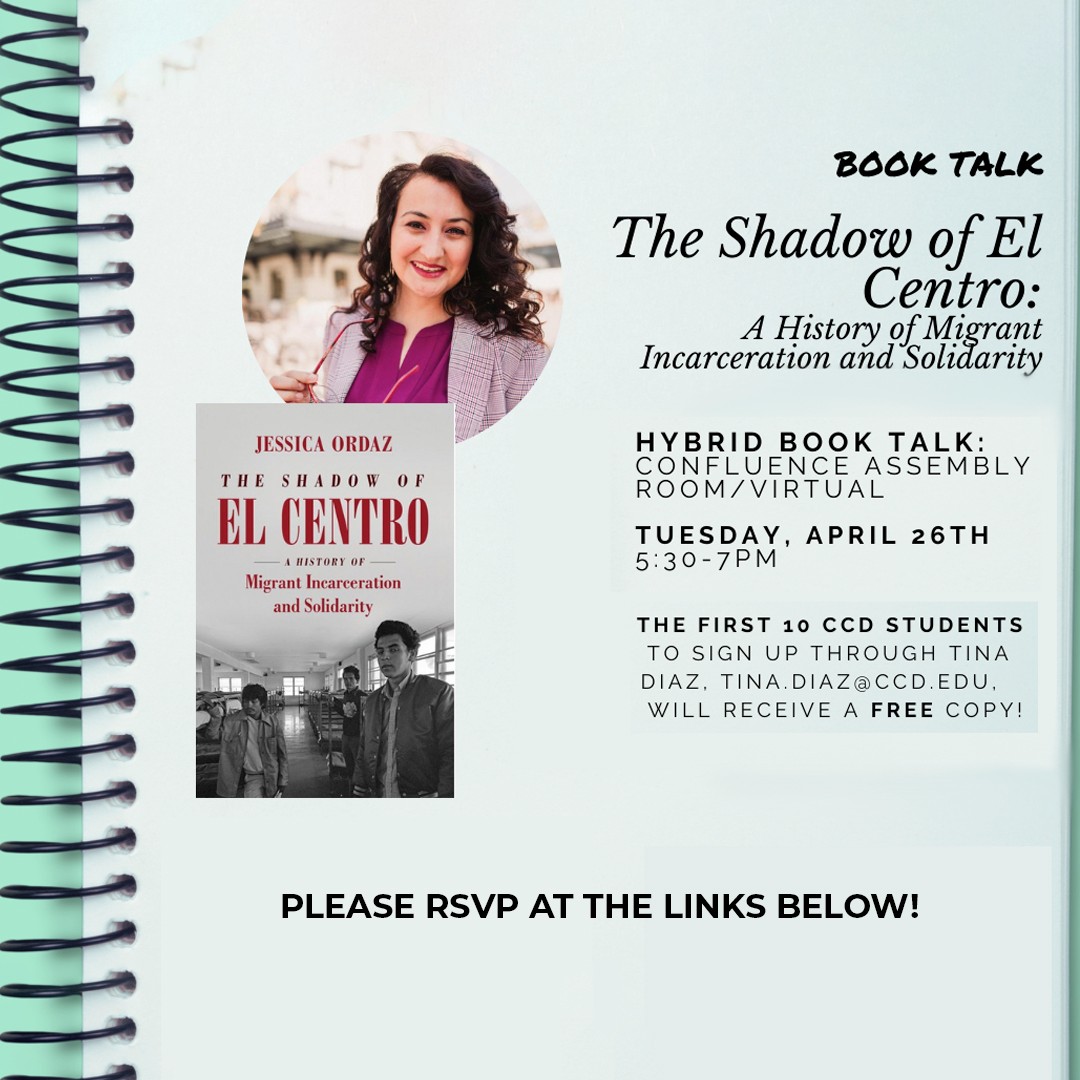 BOOK TALK
The Shadow of El
Centro:
A History of Migrant
Incarceration and Solidarity
JESSICA ORDAZ
THE SHADOW OF
EL CENTRO
A HISTORY OF
Migrant Incarceration
and Solidarity
HYBRID BOOK TALK:
CONFLUENCE ASSEMBLY
ROOM/VIRTUAL
TUESDAY, APRIL 26TH
5:30-7PM
THE FIRST 10 CCD STUDENTS
TO SIGN UP THROUGH TINA
DIAZ, TINA.DIAZ@CCD.EDU,
WILL RECEIVE A FREE COPY!
PLEASE RSVP AT THE LINKS BELOW!